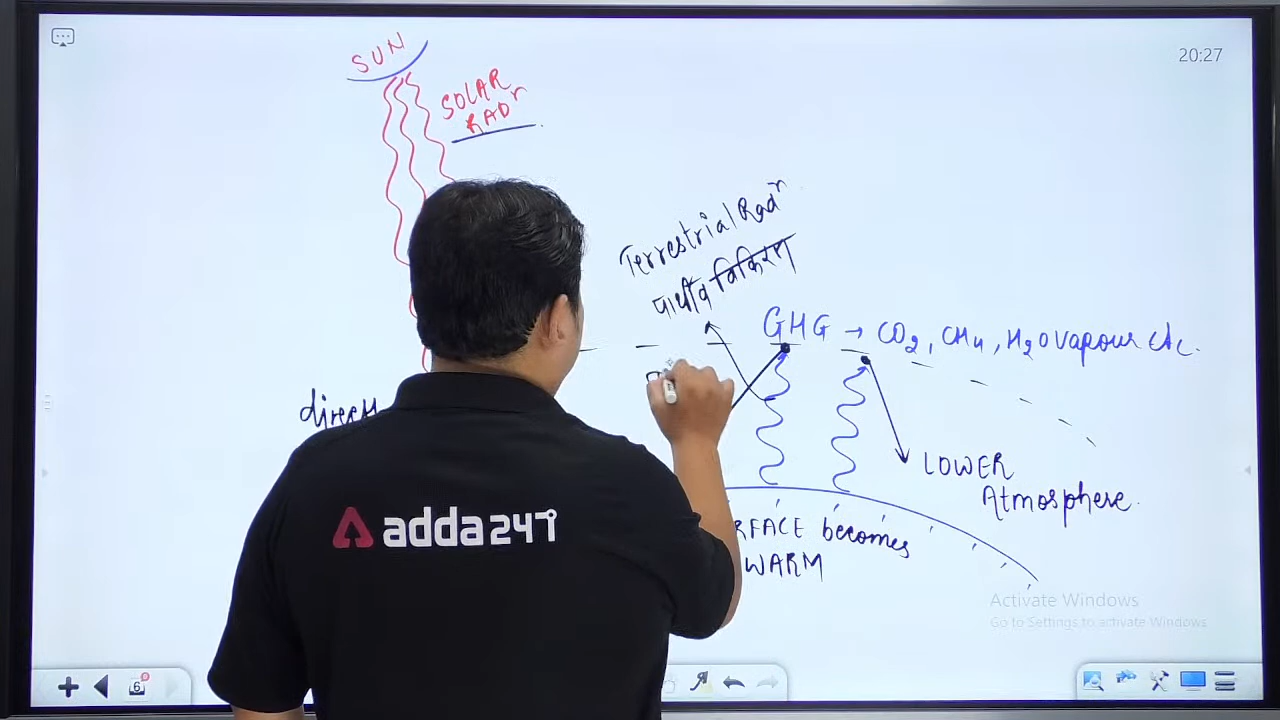 20:27
SUN
SOLAR
RADn
Terrestrial Radn
पार्थीव विकिरण
GHG → CO2, CH4, H2O vapour etc.
LOWER
Atmosphere.
RFACE becomes
WARM
adda247
Activate Windows
Go to Settings to activate Windows.
6